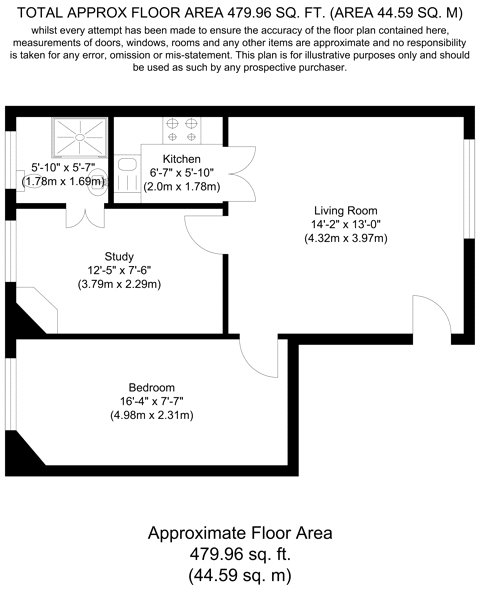 TOTAL APPROX FLOOR AREA 479.96 SQ. FT. (AREA 44.59 SQ. M)
whilst every attempt has been made to ensure the accuracy of the floor plan contained here,
measurements of doors, windows, rooms and any other items are approximate and no responsibility
is taken for any error, omission or mis-statement. This plan is for illustrative purposes only and should
be used as such by any prospective purchaser.
5'-10" x 5'-7"
(1.78m x 1.69m)
Kitchen
6'-7" x 5'-10"
(2.0m x 1.78m)
Living Room
14'-2" x 13'-0"
(4.32m x 3.97m)
Study
12'-5" x 7'-6"
(3.79m x 2.29m)
Bedroom
16'-4" x 7'-7"
(4.98m x 2.31m)
Approximate Floor Area
479.96 sq. ft.
(44.59 sq. m)